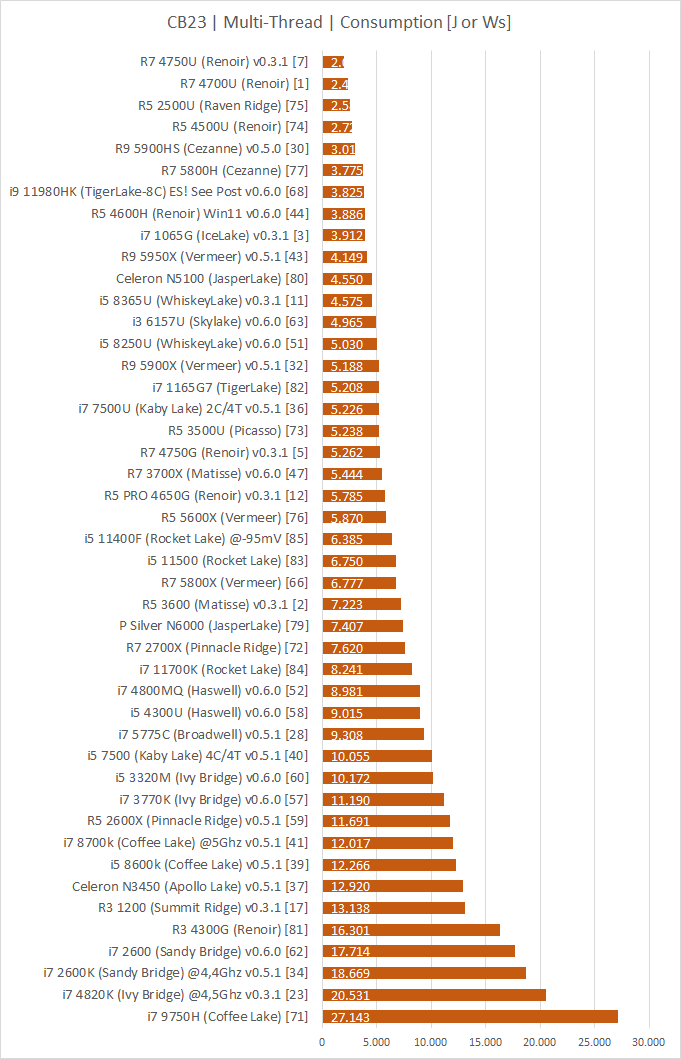 CB23 | Multi-Thread | Consumption [J or Ws]
R7 4750U (Renoir) v0.3.1 [7]
R7 4700U (Renoir) [1]
R5 2500U (Raven Ridge) [75]
R5 4500U (Renoir) [74]
R9 5900HS (Cezanne) v0.5.0 [30] 3.01
R7 5800H (Cezanne) [77] 3.775
i9 11980HK (TigerLake-8C) ES! See Post v0.6.0 [68] 3.825
R5 4600H (Renoir) Win11 v0.6.0 [44] 3.886
i7 1065G (IceLake) v0.3.1 [3] 3.912
R9 5950X (Vermeer) v0.5.1 [43] 4.149
Celeron N5100 (JasperLake) [80] 4.550
i5 8365U (WhiskeyLake) v0.3.1 [11] 4.575
i3 6157U (Skylake) v0.6.0 [63] 4.965
i5 8250U (WhiskeyLake) v0.6.0 [51] 5.030
R9 5900X (Vermeer) v0.5.1 [32] 5.188
i7 1165G7 (TigerLake) [82] 5.208
i7 7500U (Kaby Lake) 2C/4T v0.5.1 [36] 5.226
R5 3500U (Picasso) [73] 5.238
R7 4750G (Renoir) v0.3.1 [5] 5.262
R7 3700X (Matisse) v0.6.0 [47] 5.444
R5 PRO 4650G (Renoir) v0.3.1 [12] 5.785
R5 5600X (Vermeer) [76] 5.870
i5 11400F (Rocket Lake) @-95mV [85] 6.385
i5 11500 (Rocket Lake) [83] 6.750
R7 5800X (Vermeer) [66] 6.777
R5 3600 (Matisse) v0.3.1 [2] 7.223
P Silver N6000 (JasperLake) [79] 7.407
R7 2700X (Pinnacle Ridge) [72] 7.620
i7 11700K (Rocket Lake) [84] 8.241
i7 4800MQ (Haswell) v0.6.0 [52] 8.981
i5 4300U (Haswell) v0.6.0 [58] 9.015
i7 5775C (Broadwell) v0.5.1 [28] 9.308
i5 7500 (Kaby Lake) 4C/4T v0.5.1 [40] 10.055
i5 3320M (Ivy Bridge) v0.6.0 [60] 10.172
i7 3770K (Ivy Bridge) v0.6.0 [57] 11.190
R5 2600X (Pinnacle Ridge) v0.5.1 [59] 11.691
i7 8700k (Coffee Lake) @5Ghz v0.5.1 [41] 12.017
i5 8600k (Coffee Lake) v0.5.1 [39] 12.266
Celeron N3450 (Apollo Lake) v0.5.1 [37] 12.920
R3 1200 (Summit Ridge) v0.3.1 [17] 13.138
R3 4300G (Renoir) [81] 16.301
i7 2600 (Sandy Bridge) v0.6.0 [62] 17.714
i7 2600K (Sandy Bridge) @4,4Ghz v0.5.1 [34] 18.669
i7 4820K (Ivy Bridge) @4,5Ghz v0.3.1 [23] 20.531
i7 9750H (Coffee Lake) [71] 27.143
0 5.000 10.000 15.000 20.000 25.000 30.000